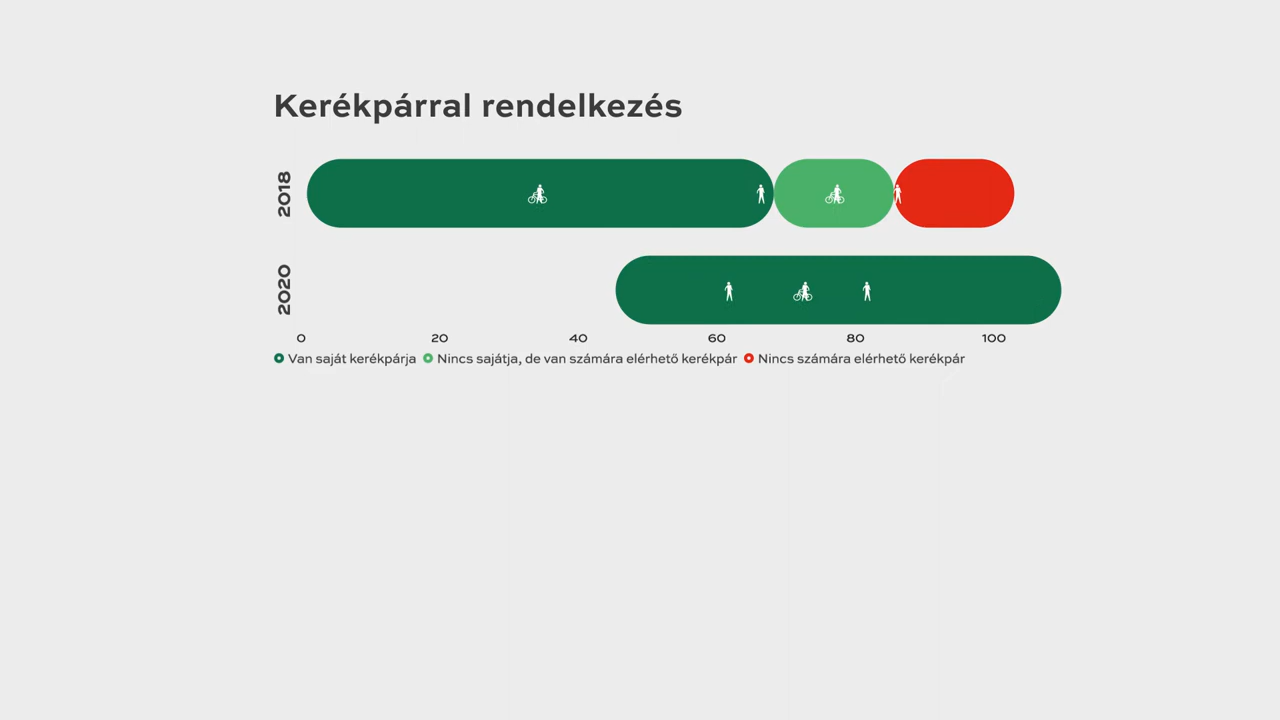 Kerékpárral rendelkezés
2018
2020
0 20 40 60 80 100
Van saját kerékpárja Nincs sajátja, de van számára elérhető kerékpár Nincs számára elérhető kerékpár